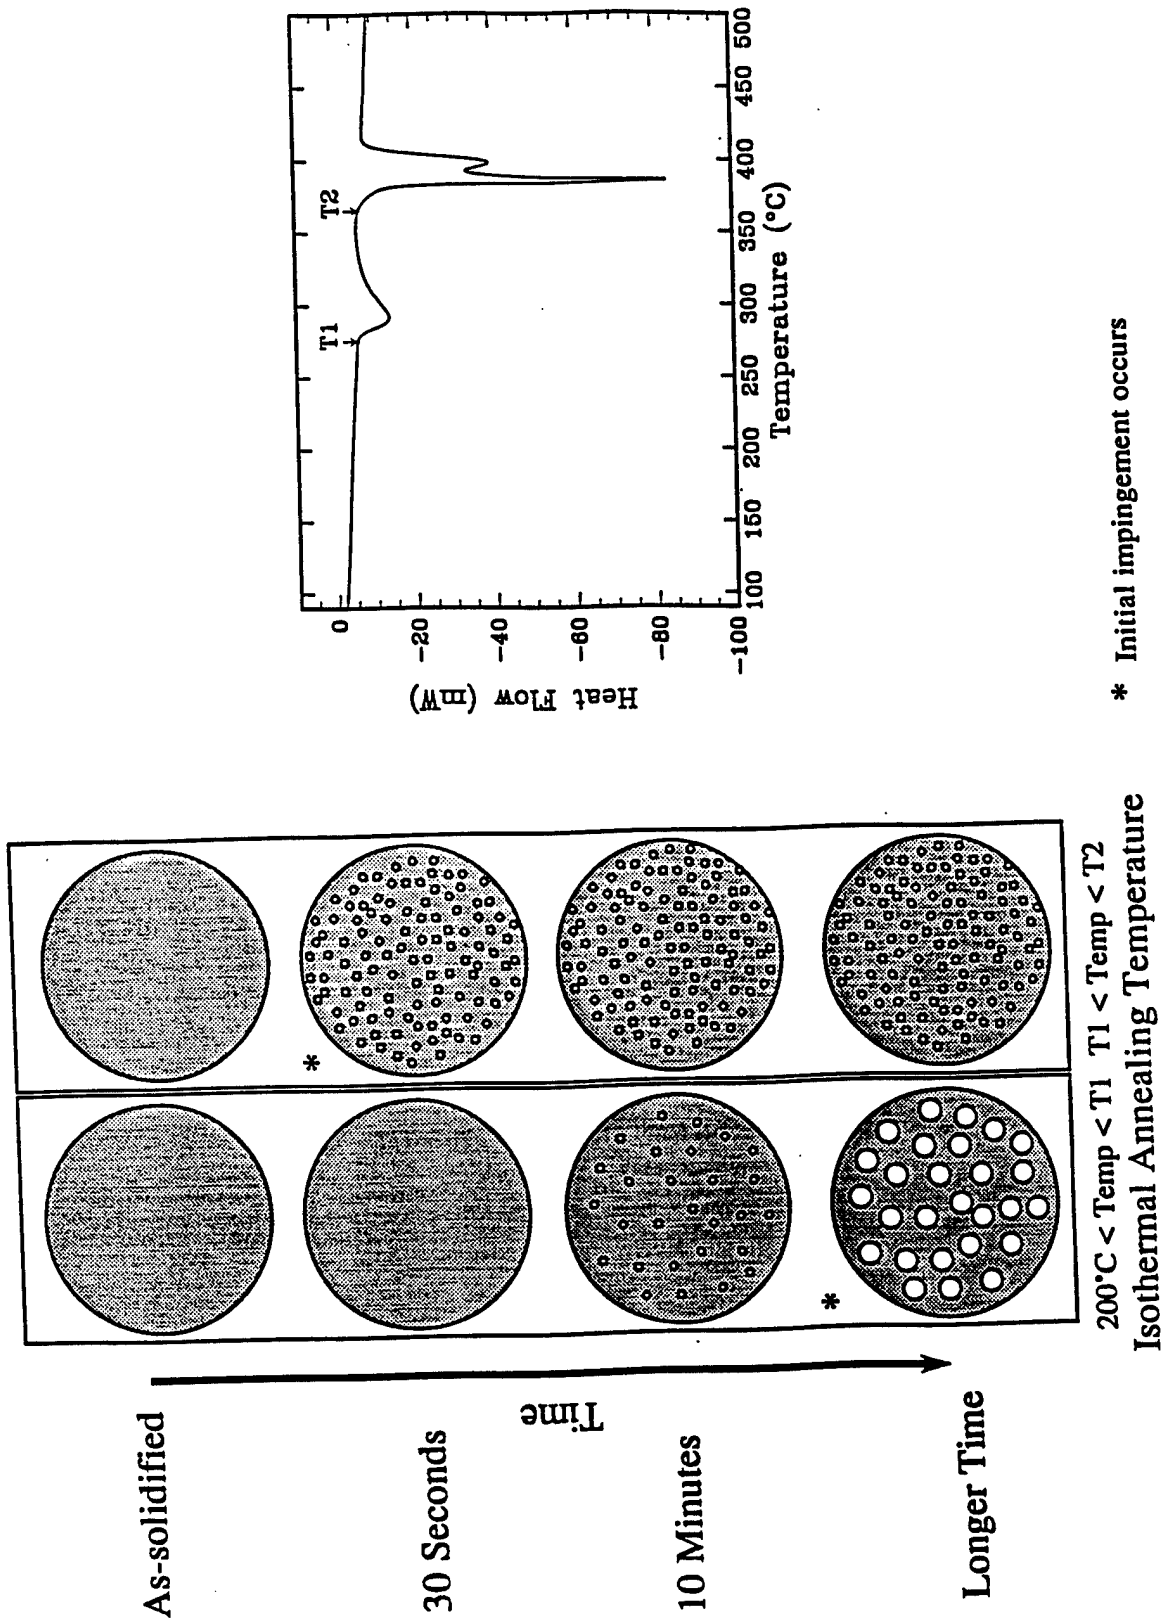 As-solidified
30 Seconds
10 Minutes
Longer Time
Time
*
*
200°C < Temp < T1 T1 < Temp < T2
Isothermal Annealing Temperature
Heat Flow (mW)
0
-20
-40
-60
-80
-100
T1
T2
100 150 200 250 300 350 400 450 500
Temperature (°C)
* Initial impingement occurs